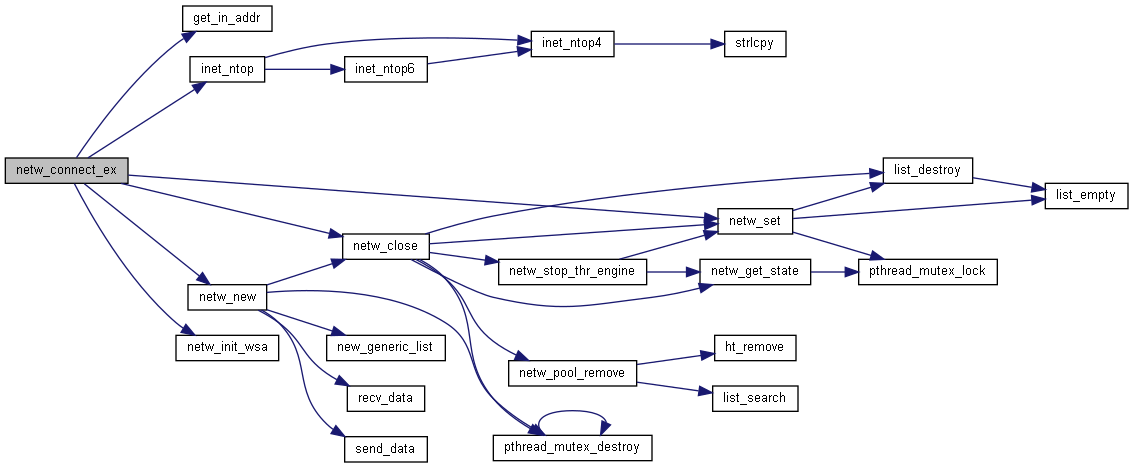 get_in_addr
inet_ntop
inet_ntop6
inet_ntop4
strlcpy
netw_connect_ex
netw_close
netw_new
netw_init_wsa
new_generic_list
recv_data
send_data
netw_stop_thr_engine
netw_pool_remove
pthread_mutex_destroy
netw_set
netw_get_state
ht_remove
list_search
list_destroy
pthread_mutex_lock
list_empty